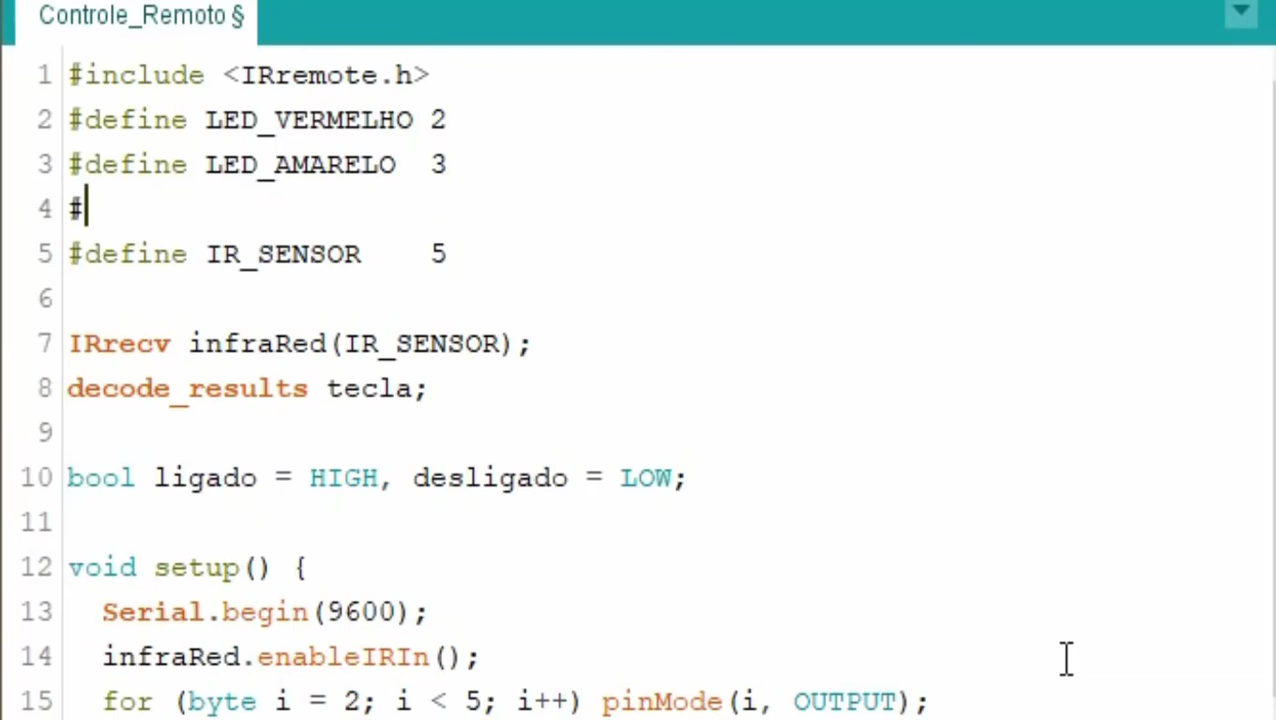 Controle_Remoto §
1 #include <IRremote.h>
2 #define LED_VERMELHO 2
3 #define LED_AMARELO  3
4 #
5 #define IR_SENSOR    5
6
7 IRrecv infraRed(IR_SENSOR);
8 decode_results tecla;
9
10 bool ligado = HIGH, desligado = LOW;
11
12 void setup() {
13   Serial.begin(9600);
14   infraRed.enableIRIn();
15   for (byte i = 2; i < 5; i++) pinMode(i, OUTPUT);